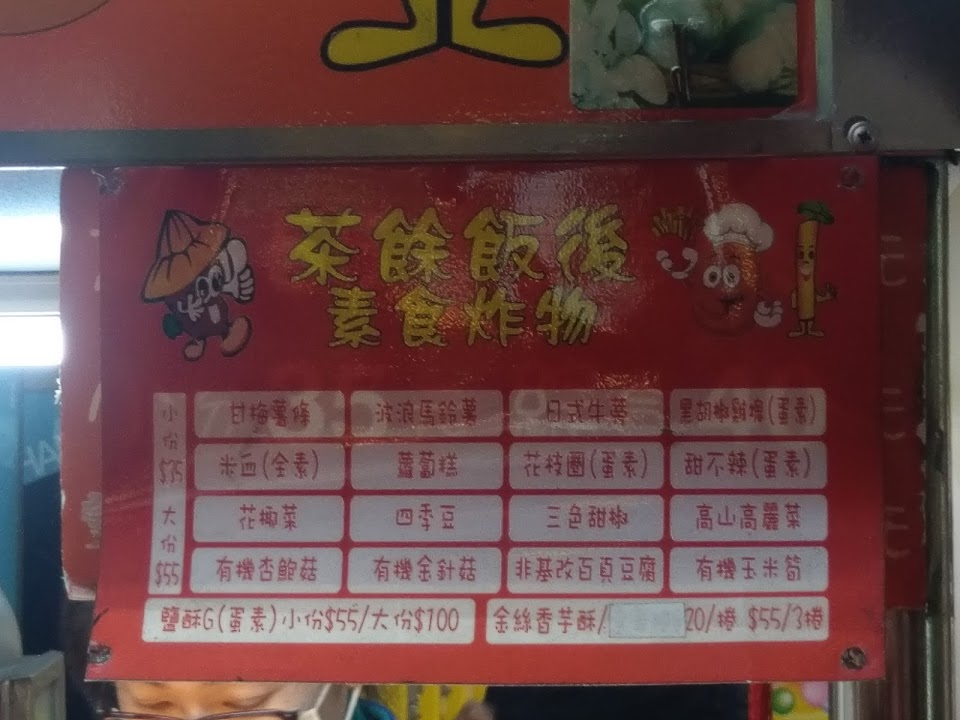 茶餘飯後
素食炸物
小份$35
大份$55
甘梅薯條 波浪馬鈴薯 日式牛蒡 黑胡椒雞塊(蛋素)
米血(全素) 蘿蔔糕 花枝圈(蛋素) 甜不辣(蛋素)
花椰菜 四季豆 三色甜椒 高山高麗菜
有機杏鮑菇 有機金針菇 非基改百頁豆腐 有機玉米筍
鹽酥G(蛋素)小份$55/大份$100 金絲香芋酥/20/捲 $55/3捲